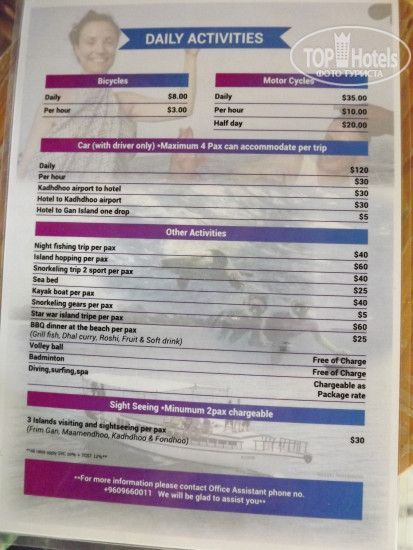 TOP Hotels
ФОТО ТУРИСТА
DAILY ACTIVITIES
Bicycles
Daily $8.00
Per hour $3.00
Motor Cycles
Daily $35.00
Per hour $10.00
Half day $20.00
Car (with driver only) •Maximum 4 Pax can accommodate per trip
Daily $120
Per hour $30
Kadhdhoo airport to hotel $30
Hotel to Kadhdhoo airport $30
Hotel to Gan Island one drop $5
Other Activities
Night fishing trip per pax $40
Island hopping per pax $60
Snorkeling trip 2 sport per pax $40
Sea bed $25
Kayak boat per pax $40
Snorkeling gears per pax $5
Star war island tripe per pax $60
BBQ dinner at the beach per pax $25
(Grill fish, Dhal curry, Roshi, Fruit & Soft drink)
Volley ball Free of Charge
Badminton Free of Charge
Diving,surfing,spa Chargeable as
Package rate
Sight Seeing •Minumum 2pax chargeable
3 Islands visiting and sightseeing per pax $30
(Frim Gan, Maamendhoo, Kadhdhoo & Fondhoo)
rates apply TGST 12%**
**For more information please contact Office Assistant phone no.
+9609660011 We will be glad to assist you**